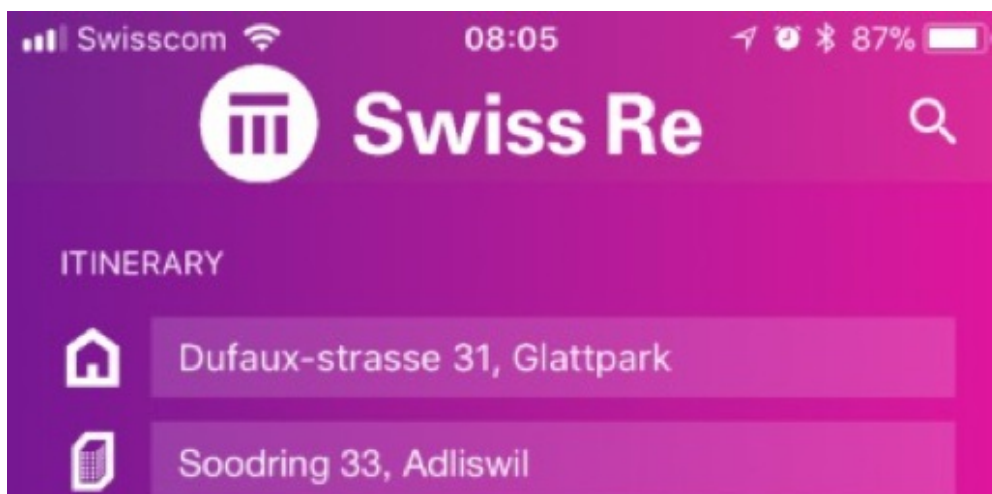 Swisscom 08:05 87%
Swiss Re
ITINERARY
Dufaux-strasse 31, Glattpark
Soodring 33, Adliswil